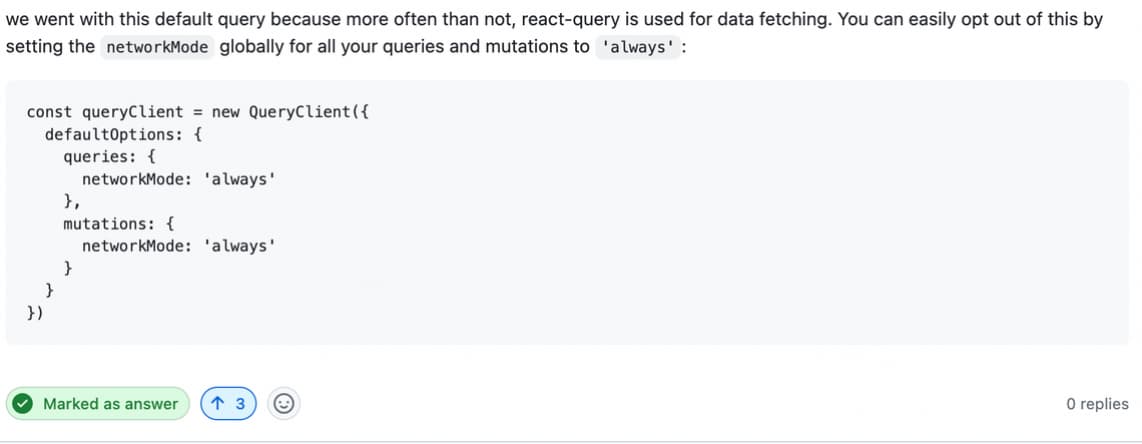 we went with this default query because more often than not, react-query is used for data fetching. You can easily opt out of this by
setting the networkMode globally for all your queries and mutations to 'always' :
const queryClient = new QueryClient({
  defaultOptions: {
    queries: {
      networkMode: 'always'
    },
    mutations: {
      networkMode: 'always'
    }
  }
})
Marked as answer ↑ 3 0 replies